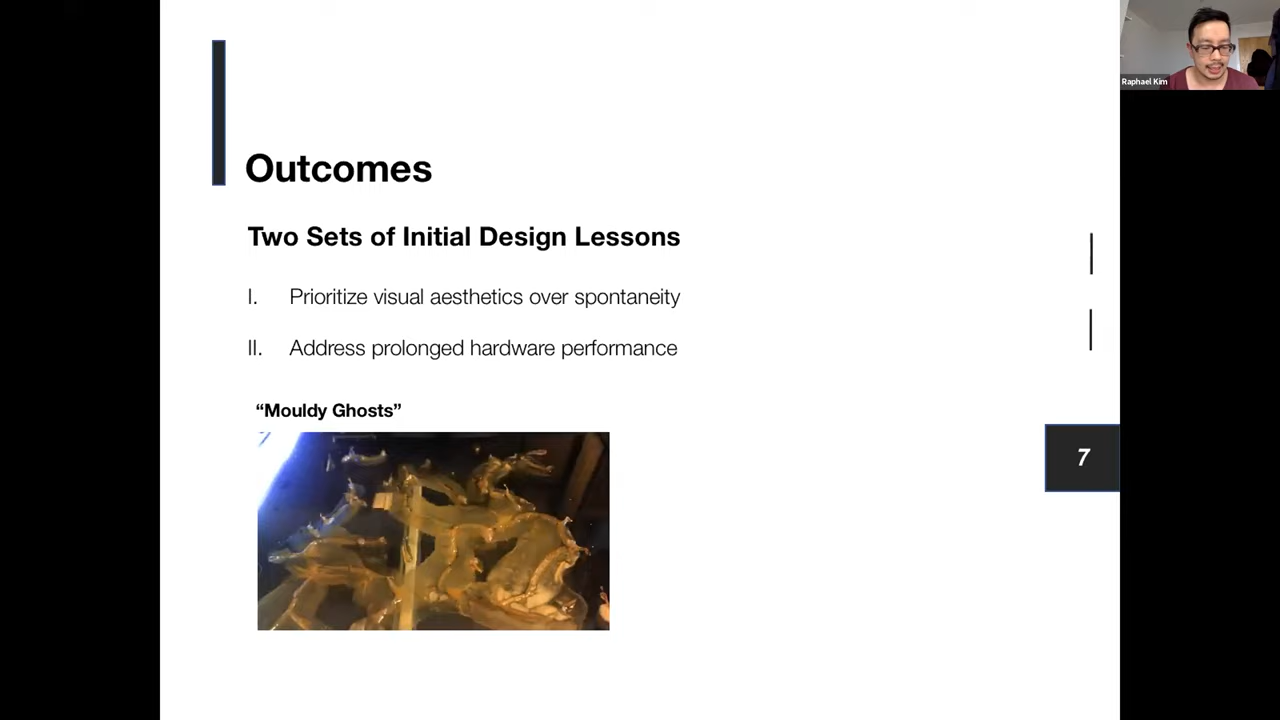 Raphael Kim
Outcomes
Two Sets of Initial Design Lessons
I. Prioritize visual aesthetics over spontaneity
II. Address prolonged hardware performance
“Mouldy Ghosts”
7